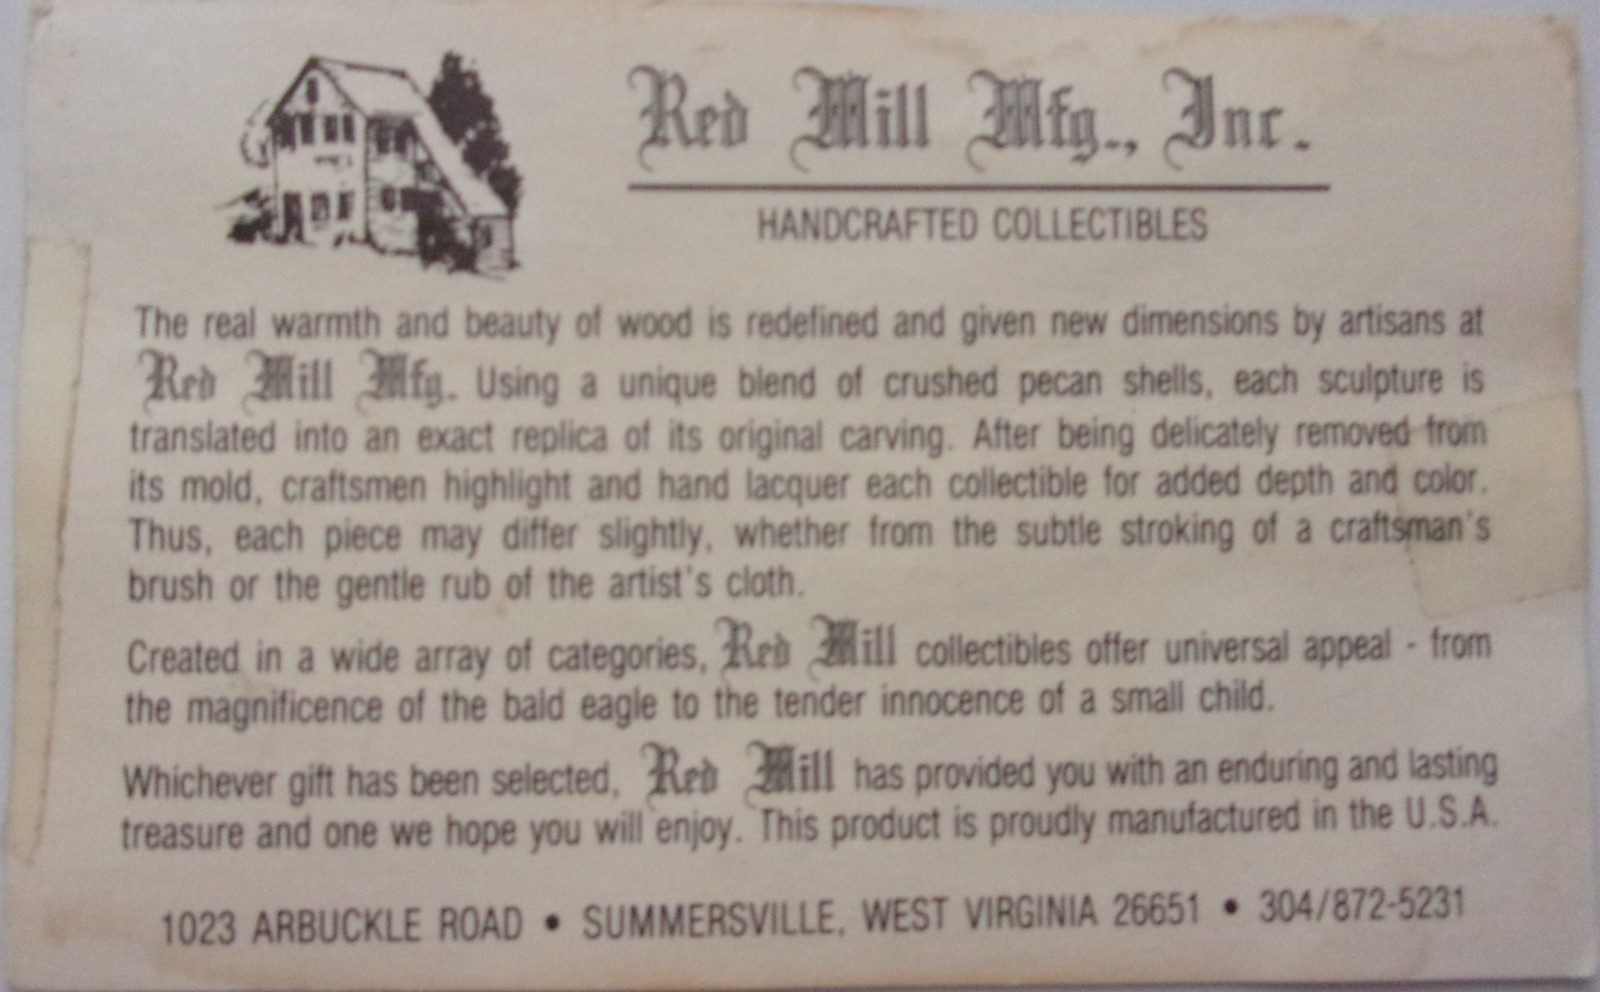 Red Mill Mfg., Inc.
HANDCRAFTED COLLECTIBLES
The real warmth and beauty of wood is redefined and given new dimensions by artisans at
Red Mill Mfg. Using a unique blend of crushed pecan shells, each sculpture is
translated into an exact replica of its original carving. After being delicately removed from
its mold, craftsmen highlight and hand lacquer each collectible for added depth and color.
Thus, each piece may differ slightly, whether from the subtle stroking of a craftsman's
brush or the gentle rub of the artist's cloth.
Created in a wide array of categories, Red Mill collectibles offer universal appeal - from
the magnificence of the bald eagle to the tender innocence of a small child.
Whichever gift has been selected, Red Mill has provided you with an enduring and lasting
treasure and one we hope you will enjoy. This product is proudly manufactured in the U.S.A.
1023 ARBUCKLE ROAD • SUMMERSVILLE, WEST VIRGINIA 26651 • 304/872-5231